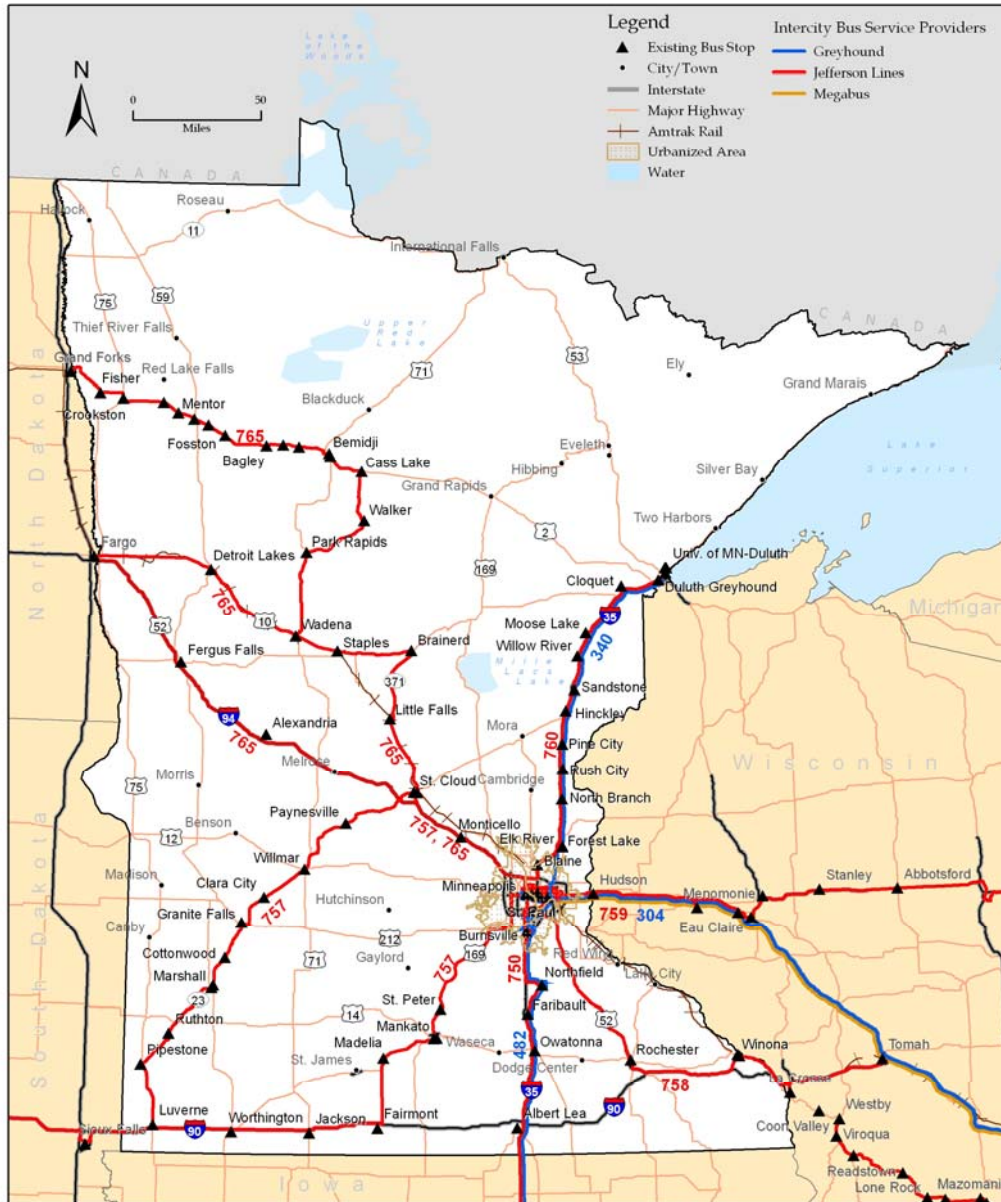 Legend
Existing Bus Stop
City/Town
Interstate
Major Highway
Amtrak Rail
Urbanized Area
Water
Intercity Bus Service Providers
Greyhound
Jefferson Lines
Megabus
N
0 50
Miles
Lake
of the
Woods
CANADA
Roseau
11
International Falls
75
59
Thief River Falls
Upper
Red
Lake
71
53
CANADA
Ely
Grand Forks
Fisher
Red Lake Falls
Grand Marais
Crookston
Mentor
Blackduck
Fosston
765
Bemidji
Eveleth
Bagley
Cass Lake
Hibbing
Lake
Superior
Grand Rapids
Silver Bay
Walker
2
Two Harbors
North Dakota
Fargo
Detroit Lakes
Park Rapids
169
Univ. of MN-Duluth
765
Cloquet
Duluth Greyhound
35
Michigan
52
10
Wadena
Moose Lake
340
Staples
Brainerd
Willow River
Fergus Falls
Mille
Lacs
Lake
371
Sandstone
94
Little Falls
Hinckley
765
Alexandria
Mora
760
Pine City
Melrose
765
Wisconsin
75
Morris
St. Cloud
Cambridge
Rush City
Paynesville
North Branch
12
Benson
757, 765
Monticello
Elk River
Forest Lake
Willmar
Blaine
Madison
Clara City
Minneapolis
Hudson
Menomonie
Stanley
Abbotsford
Granite Falls
757
Hutchinson
St. Paul
759
304
Eau Claire
Canby
212
Burnsville
Cottonwood
71
Gaylord
169
Red Wing
Lake City
Marshall
757
750
Northfield
23
St. Peter
South Dakota
Ruthton
14
Mankato
Faribault
52
Pipestone
Madelia
Waseca
482
Owatonna
Rochester
Winona
Tomah
St. James
Dodge Center
758
La Crosse
Luverne
35
90
Westby
Sioux Falls
90
Worthington
Jackson
Fairmont
Albert Lea
Coon Valley
Viroqua
Readstown
Lone Rock
Mazomani
Iowa